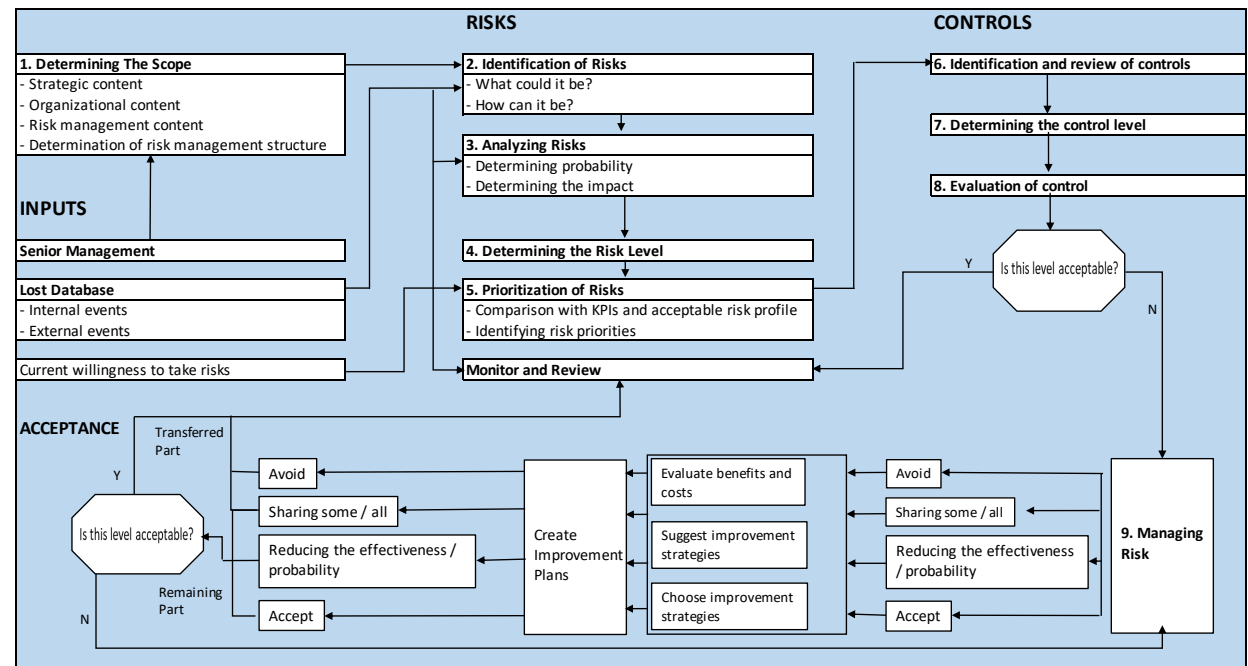 RISKS
CONTROLS
1. Determining The Scope
- Strategic content
- Organizational content
- Risk management content
- Determination of risk management structure
2. Identification of Risks
- What could it be?
- How can it be?
3. Analyzing Risks
- Determining probability
- Determining the impact
6. Identification and review of controls
7. Determining the control level
8. Evaluation of control
INPUTS
Senior Management
4. Determining the Risk Level
Lost Database
- Internal events
- External events
5. Prioritization of Risks
- Comparison with KPIs and acceptable risk profile
- Identifying risk priorities
Y
Is this level acceptable?
N
Current willingness to take risks
Monitor and Review
ACCEPTANCE
Transferred
Part
Y
Is this level acceptable?
Remaining
Part
N
Avoid
Sharing some / all
Reducing the effectiveness /
probability
Accept
Create
Improvement
Plans
Evaluate benefits and
costs
Suggest improvement
strategies
Choose improvement
strategies
Avoid
Sharing some / all
Reducing the effectiveness
/ probability
Accept
9. Managing
Risk